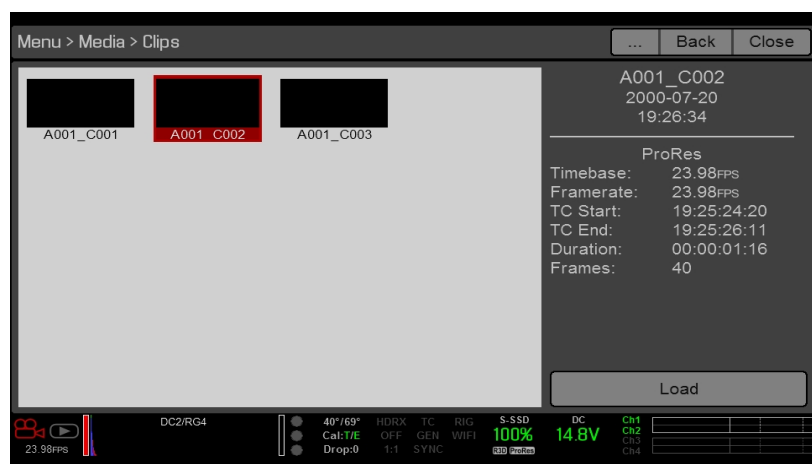 Menu > Media > Clips
... Back Close
A001_C001 A001_C002 A001_C003
A001_C002
2000-07-20
19:26:34
ProRes
Timebase: 23.98FPS
Framerate: 23.98FPS
TC Start: 19:25:24:20
TC End: 19:25:26:11
Duration: 00:00:01:16
Frames: 40
Load
23.98FPS
DC2/RG4
40°/69° HDRX TC RIG
Cal:T/E OFF GEN WIFI
Drop:0 1:1 SYNC
S-SSD
100%
R3D ProRes
DC
14.8V
Ch1
Ch2
Ch3
Ch4